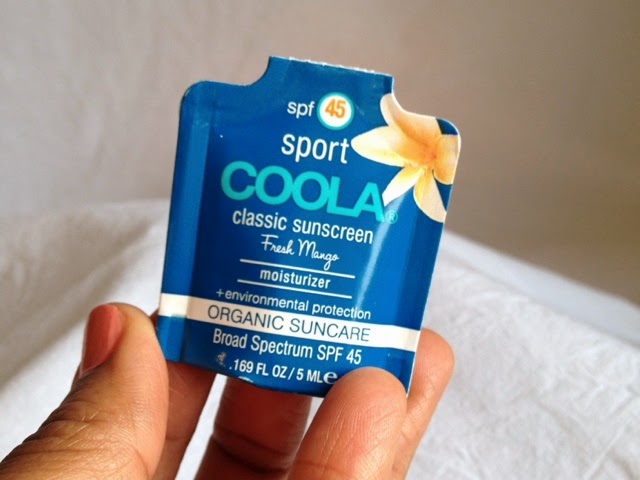 spf 45
sport
COOLA®
classic sunscreen
Fresh Mango
moisturizer
+environmental protection
ORGANIC SUNCARE
Broad Spectrum SPF 45
.169 FL OZ / 5 ML e